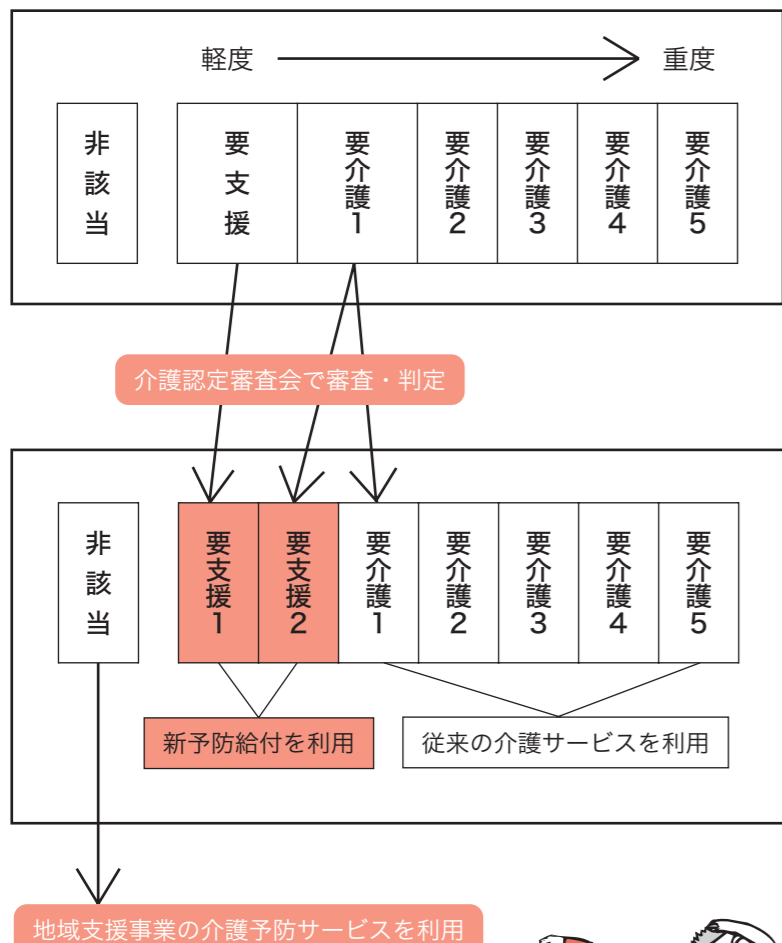 軽度
重度
非該当
要支援
要介護1
要介護2
要介護3
要介護4
要介護5
介護認定審査会で審査・判定
非該当
要支援1
要支援2
要介護1
要介護2
要介護3
要介護4
要介護5
新予防給付を利用
従来の介護サービスを利用
地域支援事業の介護予防サービスを利用